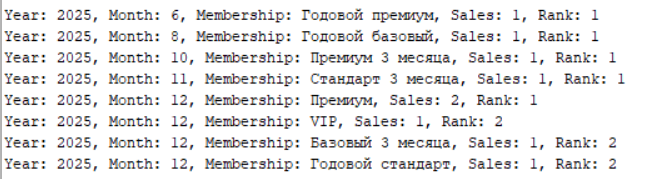 Year: 2025, Month: 6, Membership: Годовой премиум, Sales: 1, Rank: 1
Year: 2025, Month: 8, Membership: Годовой базовый, Sales: 1, Rank: 1
Year: 2025, Month: 10, Membership: Премиум 3 месяца, Sales: 1, Rank: 1
Year: 2025, Month: 11, Membership: Стандарт 3 месяца, Sales: 1, Rank: 1
Year: 2025, Month: 12, Membership: Премиум, Sales: 2, Rank: 1
Year: 2025, Month: 12, Membership: VIP, Sales: 1, Rank: 2
Year: 2025, Month: 12, Membership: Базовый 3 месяца, Sales: 1, Rank: 2
Year: 2025, Month: 12, Membership: Годовой стандарт, Sales: 1, Rank: 2